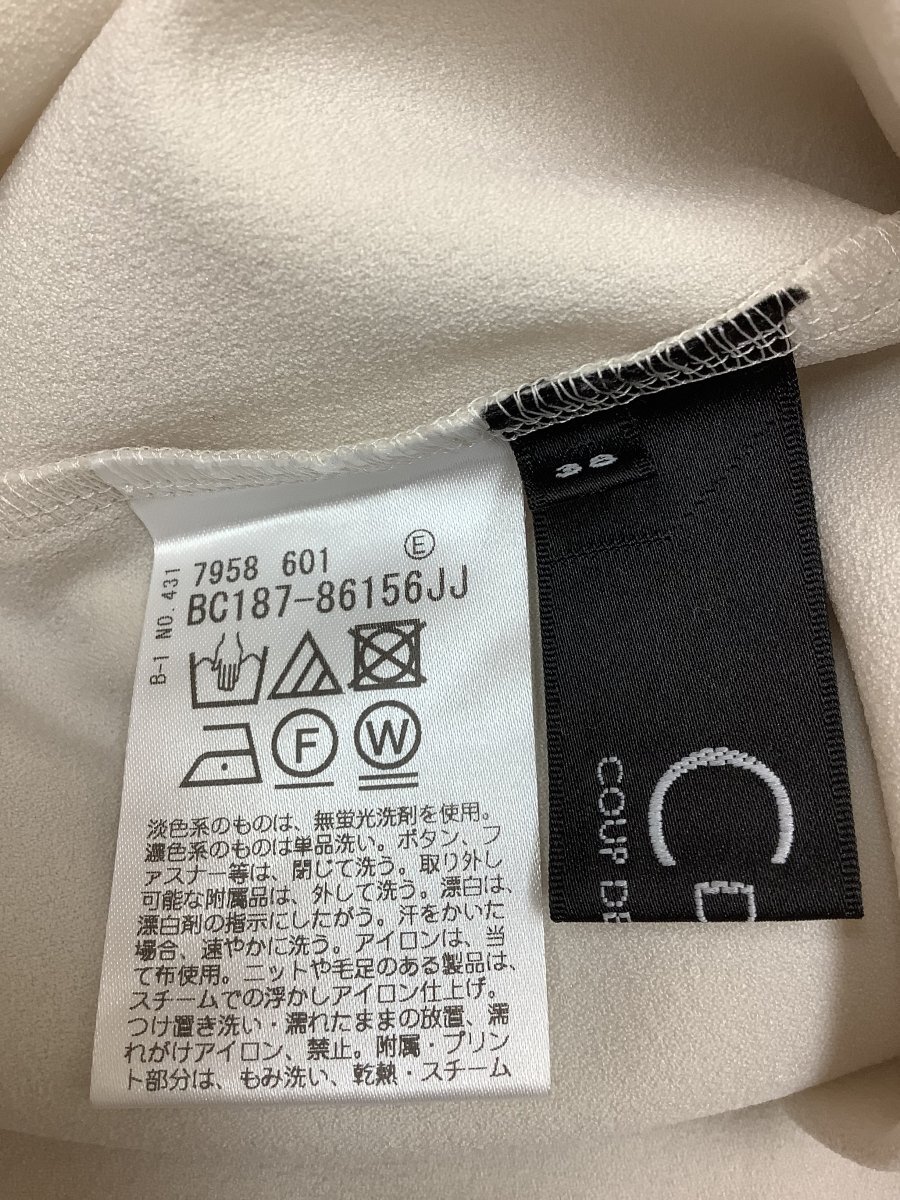 B-1 NO.431
7958 601 Ⓔ
BC187-86156JJ
F W
淡色系のものは、無蛍光洗剤を使用。
濃色系のものは単品洗い。ボタン、フ
ァスナー等は、閉じて洗う。取り外し
可能な附属品は、外して洗う。漂白は、
漂白剤の指示にしたがう。汗をかいた
場合、速やかに洗う。アイロンは、当
て布使用。ニットや毛足のある製品は、
スチームでの浮かしアイロン仕上げ。
つけ置き洗い・濡れたままの放置、濡
れがけアイロン、禁止。附属・プリン
ト部分は、もみ洗い、乾熱・スチーム
38
C
COUP DE